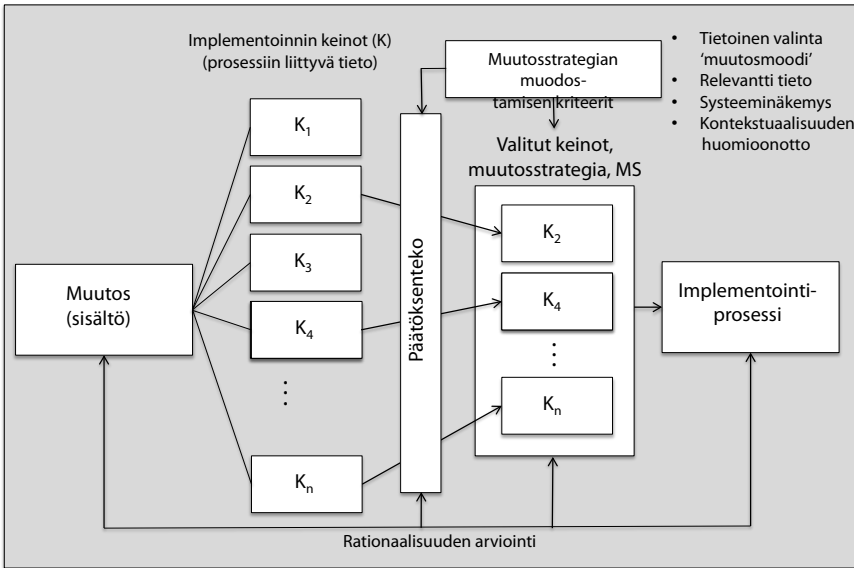 Implementoinnin keinot (K)
(prosessiin liittyvä tieto)
Muutosstrategian
muodos-
tamisen kriteerit
• Tietoinen valinta
‘muutosmoodi’
• Relevantti tieto
• Systeeminäkemys
• Kontekstuaalisuuden
huomioonotto
Muutos
(sisältö)
K1
K2
K3
K4
⋮
Kn
Päätöksenteko
Valitut keinot,
muutosstrategia, MS
K2
K4
⋮
Kn
Implementointi-
prosessi
Rationaalisuuden arviointi